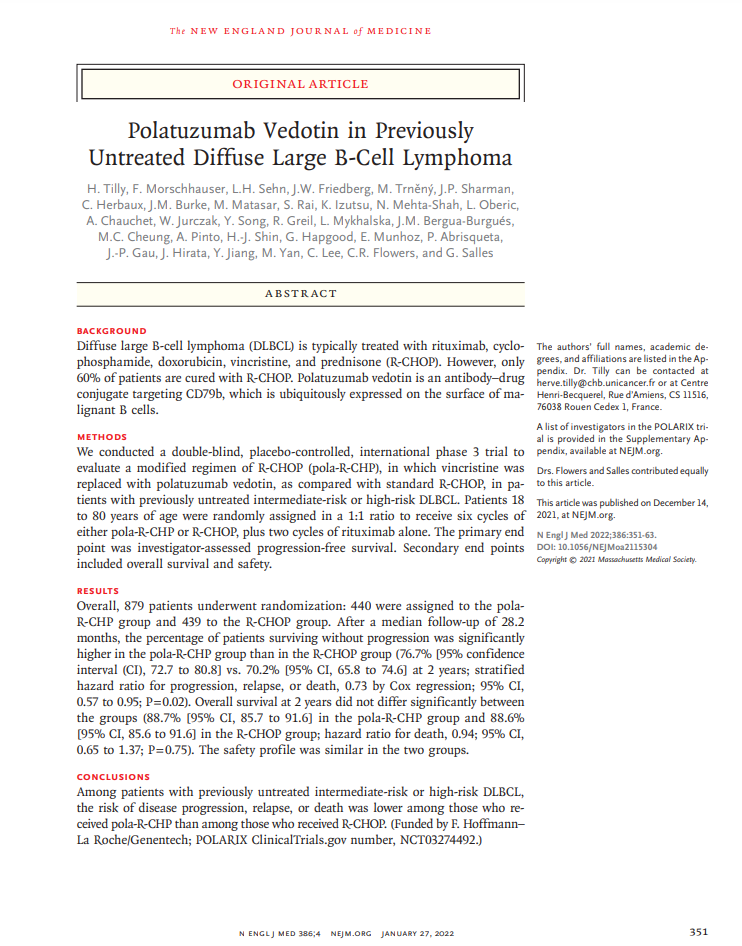 The NEW ENGLAND JOURNAL of MEDICINE
ORIGINAL ARTICLE
Polatuzumab Vedotin in Previously
Untreated Diffuse Large B-Cell Lymphoma
H. Tilly, F. Morschhauser, L.H. Sehn, J.W. Friedberg, M. Trněný, J.P. Sharman,
C. Herbaux, J.M. Burke, M. Matasar, S. Rai, K. Izutsu, N. Mehta-Shah, L. Oberic,
A. Chauchet, W. Jurczak, Y. Song, R. Greil, L. Mykhalska, J.M. Bergua-Burgués,
M.C. Cheung, A. Pinto, H.-J. Shin, G. Hapgood, E. Munhoz, P. Abrisqueta,
J.-P. Gau, J. Hirata, Y. Jiang, M. Yan, C. Lee, C.R. Flowers, and G. Salles
ABSTRACT
BACKGROUND
Diffuse large B-cell lymphoma (DLBCL) is typically treated with rituximab, cyclo-
phosphamide, doxorubicin, vincristine, and prednisone (R-CHOP). However, only
60% of patients are cured with R-CHOP. Polatuzumab vedotin is an antibody–drug
conjugate targeting CD79b, which is ubiquitously expressed on the surface of ma-
lignant B cells.
METHODS
We conducted a double-blind, placebo-controlled, international phase 3 trial to
evaluate a modified regimen of R-CHOP (pola-R-CHP), in which vincristine was
replaced with polatuzumab vedotin, as compared with standard R-CHOP, in pa-
tients with previously untreated intermediate-risk or high-risk DLBCL. Patients 18
to 80 years of age were randomly assigned in a 1:1 ratio to receive six cycles of
either pola-R-CHP or R-CHOP, plus two cycles of rituximab alone. The primary end
point was investigator-assessed progression-free survival. Secondary end points
included overall survival and safety.
RESULTS
Overall, 879 patients underwent randomization: 440 were assigned to the pola-
R-CHP group and 439 to the R-CHOP group. After a median follow-up of 28.2
months, the percentage of patients surviving without progression was significantly
higher in the pola-R-CHP group than in the R-CHOP group (76.7% [95% confidence
interval (CI), 72.7 to 80.8] vs. 70.2% [95% CI, 65.8 to 74.6] at 2 years; stratified
hazard ratio for progression, relapse, or death, 0.73 by Cox regression; 95% CI,
0.57 to 0.95; P=0.02). Overall survival at 2 years did not differ significantly between
the groups (88.7% [95% CI, 85.7 to 91.6] in the pola-R-CHP group and 88.6%
[95% CI, 85.6 to 91.6] in the R-CHOP group; hazard ratio for death, 0.94; 95% CI,
0.65 to 1.37; P=0.75). The safety profile was similar in the two groups.
CONCLUSIONS
Among patients with previously untreated intermediate-risk or high-risk DLBCL,
the risk of disease progression, relapse, or death was lower among those who re-
ceived pola-R-CHP than among those who received R-CHOP. (Funded by F. Hoffmann–
La Roche/Genentech; POLARIX ClinicalTrials.gov number, NCT03274492.)
The authors' full names, academic de-
grees, and affiliations are listed in the Ap-
pendix. Dr. Tilly can be contacted at
herve.tilly@chb.unicancer.fr or at Centre
Henri-Becquerel, Rue d'Amiens, CS 11516,
76038 Rouen Cedex 1, France.
A list of investigators in the POLARIX tri-
al is provided in the Supplementary Ap-
pendix, available at NEJM.org.
Drs. Flowers and Salles contributed equally
to this article.
This article was published on December 14,
2021, at NEJM.org.
N Engl J Med 2022;386:351-63.
DOI: 10.1056/NEJMoa2115304
Copyright © 2021 Massachusetts Medical Society.
N ENGL J MED 386;4 NEJM.ORG JANUARY 27, 2022
351